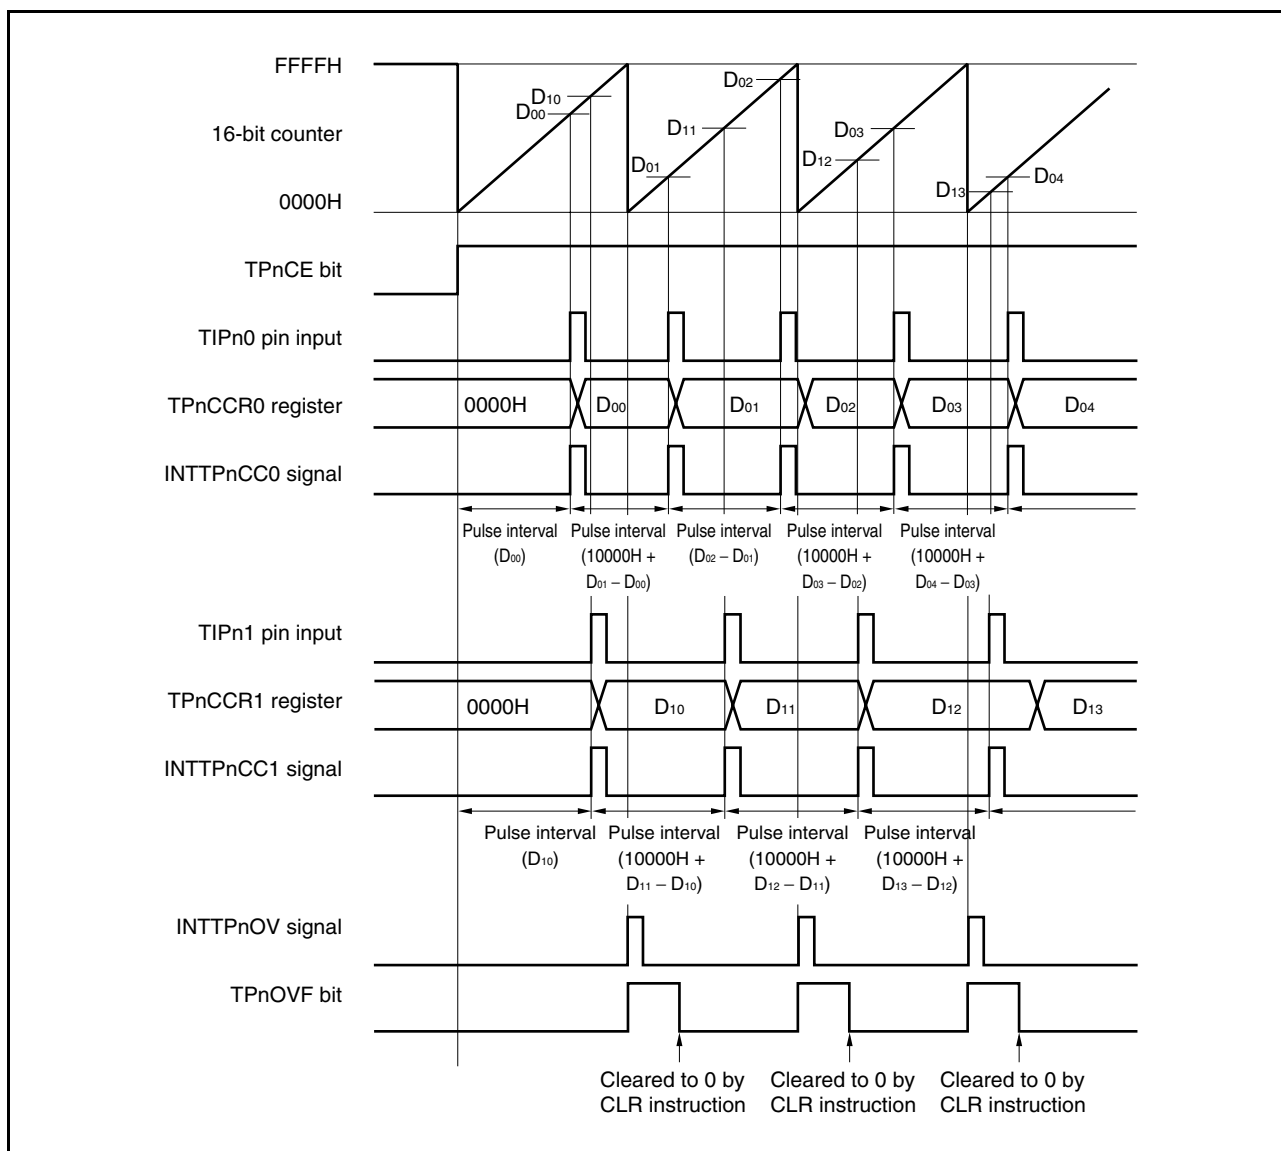 FFFFH
D10
D00
D02
16-bit counter
D11
D03
D01
D12
D13
D04
0000H
TPnCE bit
TIPn0 pin input
TPnCCR0 register
0000H D00 D01 D02 D03 D04
INTTPnCC0 signal
Pulse interval
(D00)
Pulse interval
(10000H +
D01 – D00)
Pulse interval
(D02 – D01)
Pulse interval
(10000H +
D03 – D02)
Pulse interval
(10000H +
D04 – D03)
TIPn1 pin input
TPnCCR1 register
0000H D10 D11 D12 D13
INTTPnCC1 signal
Pulse interval
(D10)
Pulse interval
(10000H +
D11 – D10)
Pulse interval
(10000H +
D12 – D11)
Pulse interval
(10000H +
D13 – D12)
INTTPnOV signal
TPnOVF bit
Cleared to 0 by
CLR instruction
Cleared to 0 by
CLR instruction
Cleared to 0 by
CLR instruction